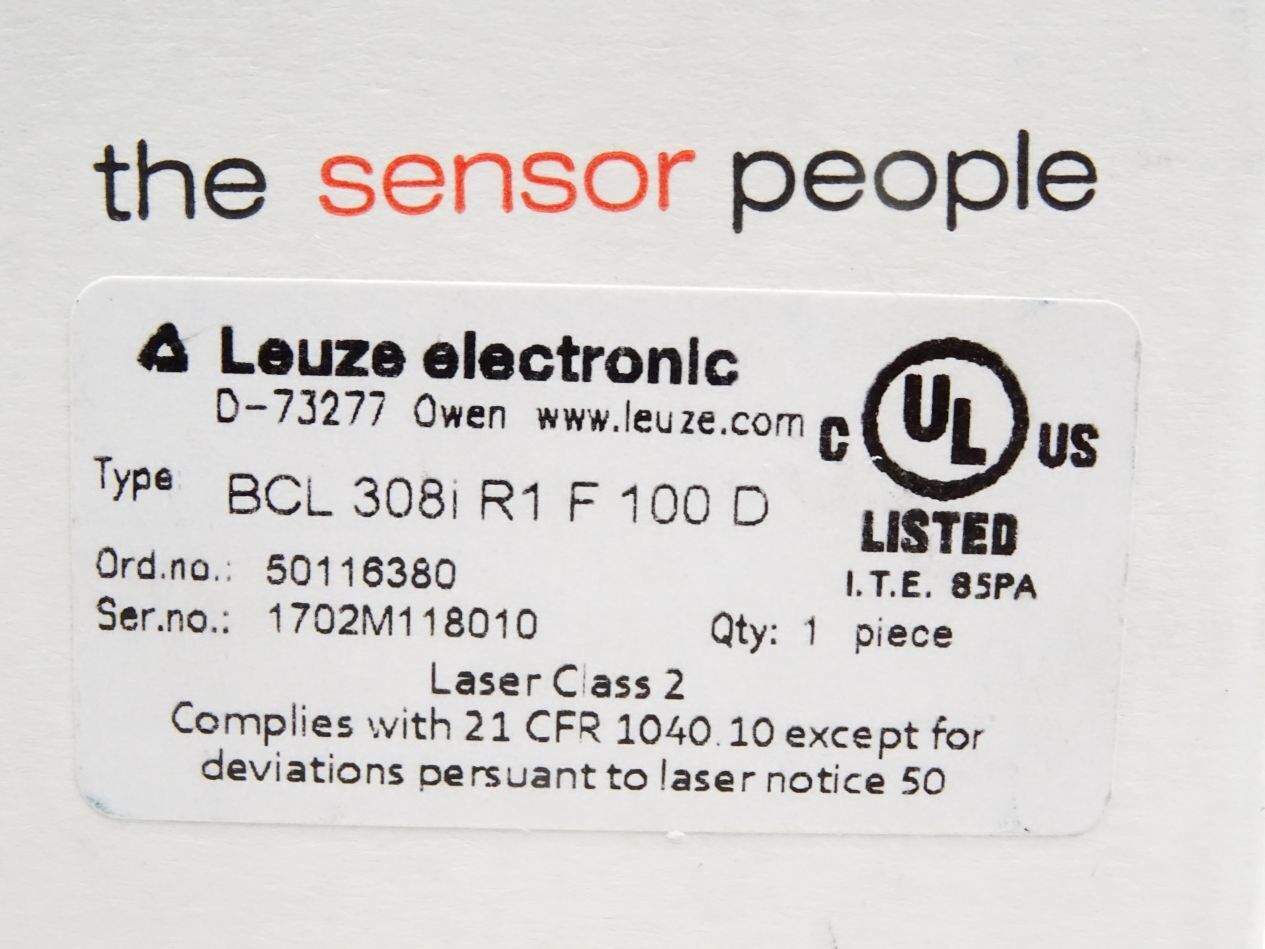 the sensor people
Leuze electronic
D-73277 Owen www.leuze.com
C UL US
LISTED
I.T.E. 85PA
Type BCL 308i R1 F 100 D
Ord.no.: 50116380
Ser.no.: 1702M118010 Qty: 1 piece
Laser Class 2
Complies with 21 CFR 1040.10 except for
deviations persuant to laser notice 50